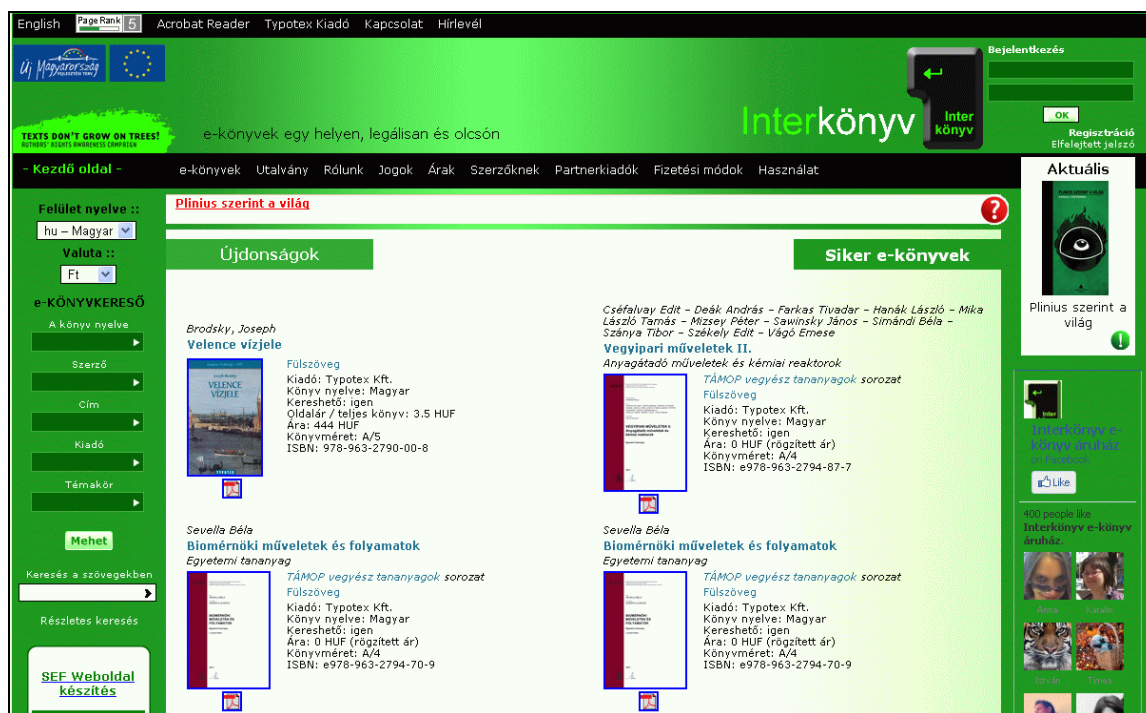 English Page Rank 5 Acrobat Reader Typotex Kiadó Kapcsolat Hírlevél
Új Magyarország
FEJLESZTÉSI TERV
TEXTS DON'T GROW ON TREES!
AUTHORS' RIGHTS AWARENESS CAMPAIGN
e-könyvek egy helyen, legálisan és olcsón
Interkönyv
Inter
könyv
Bejelentkezés
OK
Regisztráció
Elfelejtett jelszó
- Kezdő oldal -
e-könyvek Utalvány Rólunk Jogok Árak Szerzőknek Partnerkiadók Fizetési módok Használat
Felület nyelve ::
hu – Magyar
Valuta ::
Ft
e-KÖNYVKERESŐ
A könyv nyelve
Szerző
Cím
Kiadó
Témakör
Mehet
Keresés a szövegekben
Részletes keresés
SEF Weboldal
készítés
Plinius szerint a világ
?
Újdonságok
Brodsky, Joseph
Velence vízjele
VELENCE
VÍZJELE
Fülszöveg
Kiadó: Typotex Kft.
Könyv nyelve: Magyar
Kereshető: igen
Oldalár / teljes könyv: 3.5 HUF
Ára: 444 HUF
Könyvméret: A/5
ISBN: 978-963-2790-00-8
Sevella Béla
Biomérnöki műveletek és folyamatok
Egyetemi tananyag
TÁMOP vegyész tananyagok sorozat
Fülszöveg
Kiadó: Typotex Kft.
Könyv nyelve: Magyar
Kereshető: igen
Ára: 0 HUF (rögzített ár)
Könyvméret: A/4
ISBN: e978-963-2794-70-9
Siker e-könyvek
Cséfalvay Edit – Deák András – Farkas Tivadar – Hanák László – Mika
László Tamás – Mizsey Péter – Sawinsky János – Simándi Béla –
Szánya Tibor – Székely Edit – Vágó Emese
Vegyipari műveletek II.
Anyagátadó műveletek és kémiai reaktorok
TÁMOP vegyész tananyagok sorozat
Fülszöveg
Kiadó: Typotex Kft.
Könyv nyelve: Magyar
Kereshető: igen
Ára: 0 HUF (rögzített ár)
Könyvméret: A/4
ISBN: e978-963-2794-87-7
Sevella Béla
Biomérnöki műveletek és folyamatok
Egyetemi tananyag
TÁMOP vegyész tananyagok sorozat
Fülszöveg
Kiadó: Typotex Kft.
Könyv nyelve: Magyar
Kereshető: igen
Ára: 0 HUF (rögzített ár)
Könyvméret: A/4
ISBN: e978-963-2794-70-9
Aktuális
Plinius szerint a
világ
!
Inter
Interkönyv e-
könyv áruház
on Facebook
Like
400 people like
Interkönyv e-könyv
áruház.
Anna Katalin
István Tímea